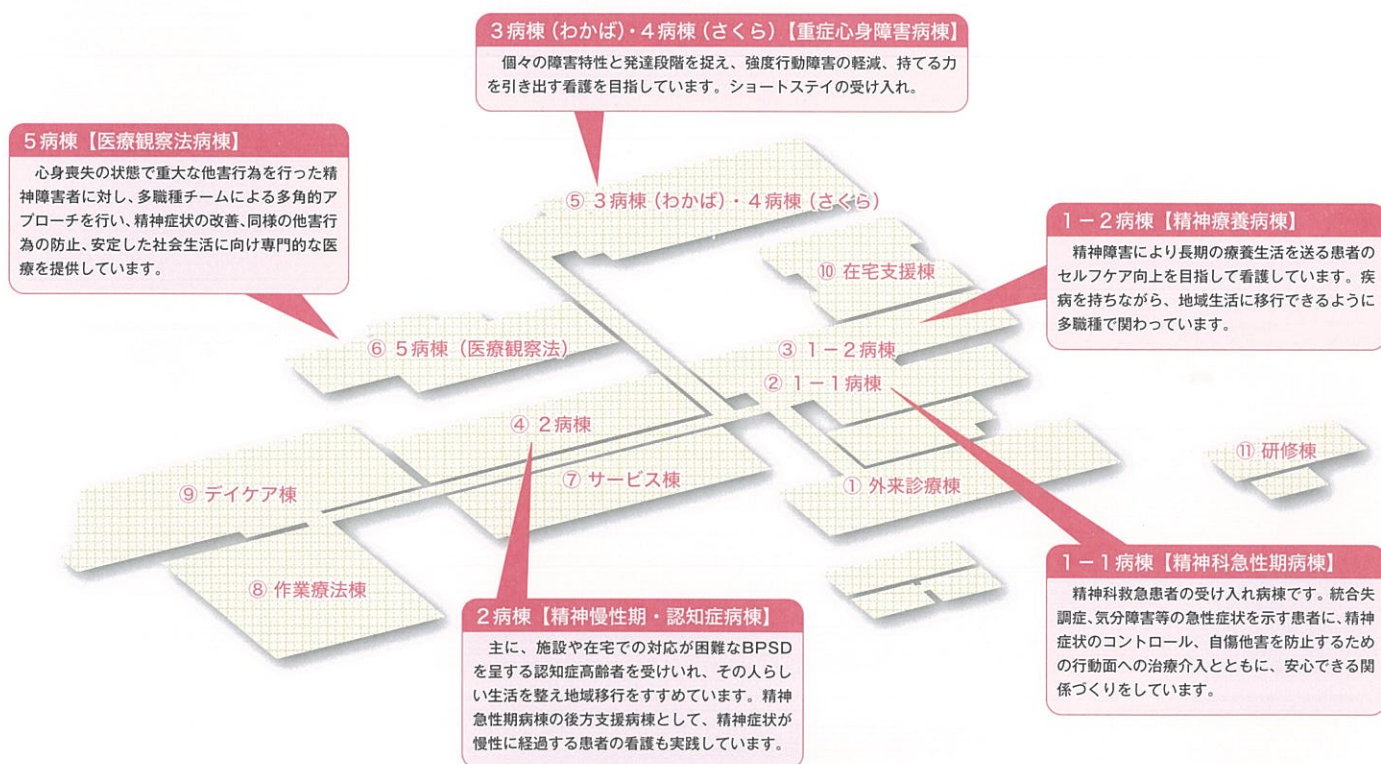 3病棟（わかば）・4病棟（さくら）【重症心身障害病棟】
個々の障害特性と発達段階を捉え、強度行動障害の軽減、持てる力
を引き出す看護を目指しています。ショートステイの受け入れ。
5病棟【医療観察法病棟】
心身喪失の状態で重大な他害行為を行った精
神障害者に対し、多職種チームによる多角的ア
プローチを行い、精神症状の改善、同様の他害行
為の防止、安定した社会生活に向け専門的な医
療を提供しています。
⑤ 3病棟（わかば）・4病棟（さくら）
1－2病棟【精神療養病棟】
精神障害により長期の療養生活を送る患者の
セルフケア向上を目指して看護しています。疾
病を持ちながら、地域生活に移行できるように
多職種で関わっています。
⑩ 在宅支援棟
⑥ 5病棟（医療観察法）
③ 1－2病棟
② 1－1病棟
④ 2病棟
⑦ サービス棟
⑨ デイケア棟
① 外来診療棟
⑪ 研修棟
⑧ 作業療法棟
1－1病棟【精神科急性期病棟】
精神科救急患者の受け入れ病棟です。統合失
調症、気分障害等の急性症状を示す患者に、精神
症状のコントロール、自傷他害を防止するため
の行動面への治療介入とともに、安心できる関
係づくりをしています。
2病棟【精神慢性期・認知症病棟】
主に、施設や在宅での対応が困難なBPSD
を呈する認知症高齢者を受けいれ、その人らし
い生活を整え地域移行をすすめています。精神
急性期病棟の後方支援病棟として、精神症状が
慢性に経過する患者の看護も実践しています。